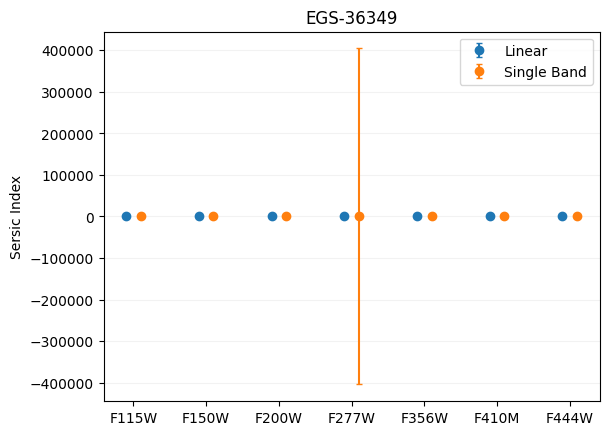 EGS-36349
Sersic Index
400000
300000
200000
100000
0
−100000
−200000
−300000
−400000
Linear
Single Band
F115W F150W F200W F277W F356W F410M F444W